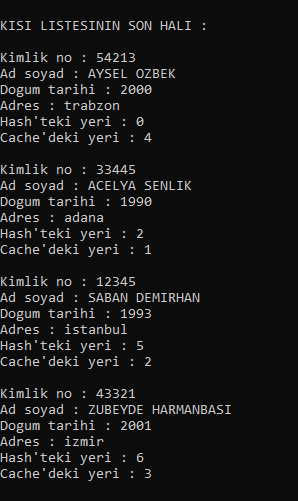 KISI LISTESININ SON HALI :
Kimlik no : 54213
Ad soyad : AYSEL OZBEK
Dogum tarihi : 2000
Adres : trabzon
Hash'teki yeri : 0
Cache'deki yeri : 4
Kimlik no : 33445
Ad soyad : ACELYA SENLIK
Dogum tarihi : 1990
Adres : adana
Hash'teki yeri : 2
Cache'deki yeri : 1
Kimlik no : 12345
Ad soyad : SABAN DEMIRHAN
Dogum tarihi : 1993
Adres : istanbul
Hash'teki yeri : 5
Cache'deki yeri : 2
Kimlik no : 43321
Ad soyad : ZUBEYDE HARMANBASI
Dogum tarihi : 2001
Adres : izmir
Hash'teki yeri : 6
Cache'deki yeri : 3